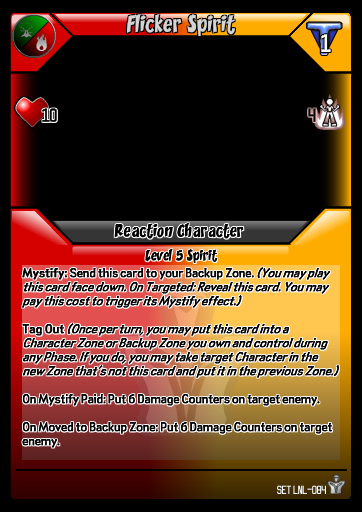 Flicker Spirit
1
10
4
Reaction Character
Level 5 Spirit
Mystify: Send this card to your Backup Zone. (You may play
this card face down. On Targeted: Reveal this card. You may
pay this cost to trigger its Mystify effect.)
Tag Out (Once per turn, you may put this card into a
Character Zone or Backup Zone you own and control during
any Phase. If you do, you may take target Character in the
new Zone that's not this card and put it in the previous Zone.)
On Mystify Paid: Put 6 Damage Counters on target enemy.
On Moved to Backup Zone: Put 6 Damage Counters on target
enemy.
SET LNL-084